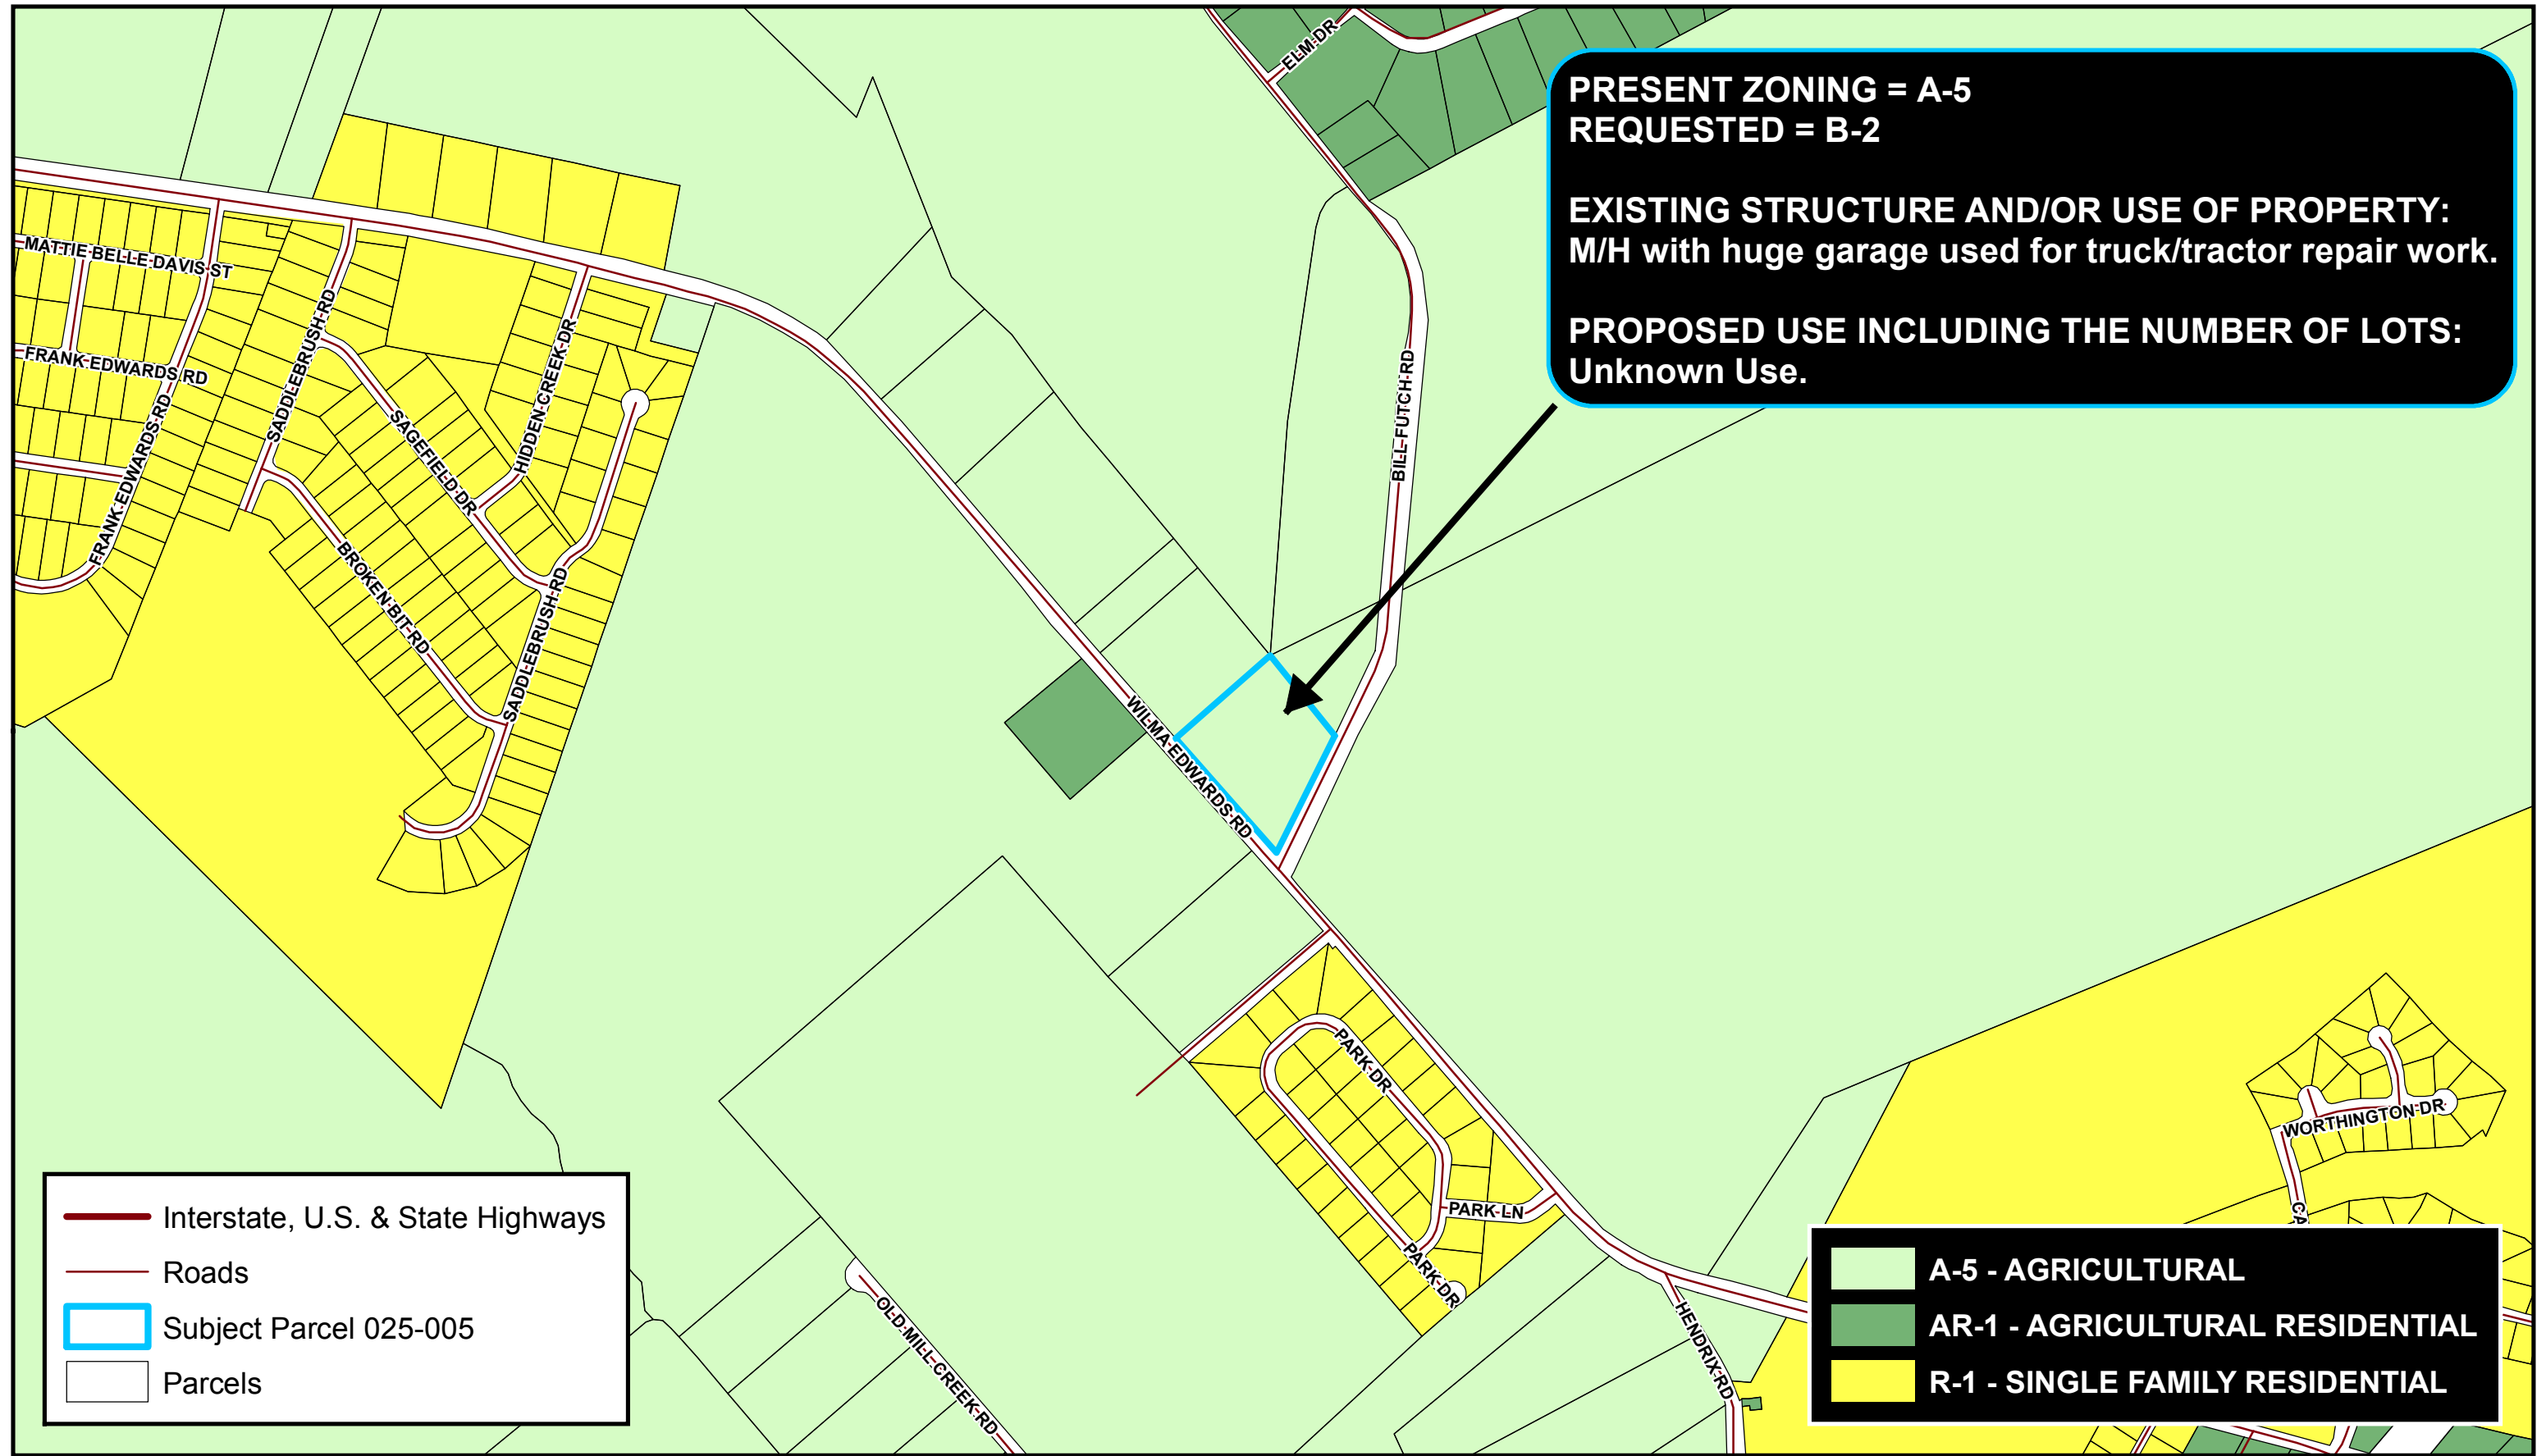 ELM DR
PRESENT ZONING = A-5
REQUESTED = B-2
EXISTING STRUCTURE AND/OR USE OF PROPERTY:
M/H with huge garage used for truck/tractor repair work.
PROPOSED USE INCLUDING THE NUMBER OF LOTS:
Unknown Use.
MATTIE BELLE DAVIS ST
FRANK EDWARDS RD
FRANK EDWARDS RD
SADDLEBRUSH RD
SAGEFIELD DR
HIDDEN CREEK DR
BROKEN BIT RD
SADDLEBRUSH RD
BILL FUTCH RD
WILMA EDWARDS RD
PARK DR
PARK LN
PARK DR
WORTHINGTON DR
CA
HENDRIX RD
OLD MILL CREEK RD
Interstate, U.S. & State Highways
Roads
Subject Parcel 025-005
Parcels
A-5 - AGRICULTURAL
AR-1 - AGRICULTURAL RESIDENTIAL
R-1 - SINGLE FAMILY RESIDENTIAL